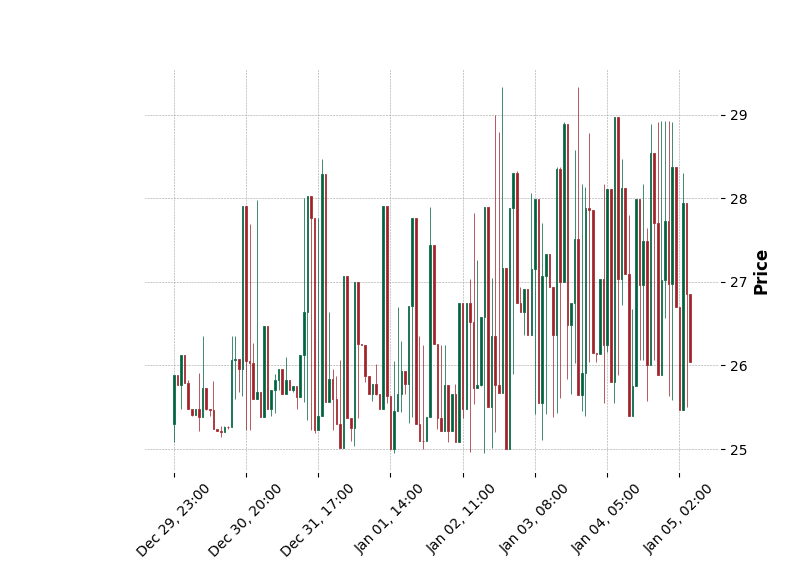 29
28
27
26
25
Price
Dec 29, 23:00
Dec 30, 20:00
Dec 31, 17:00
Jan 01, 14:00
Jan 02, 11:00
Jan 03, 08:00
Jan 04, 05:00
Jan 05, 02:00